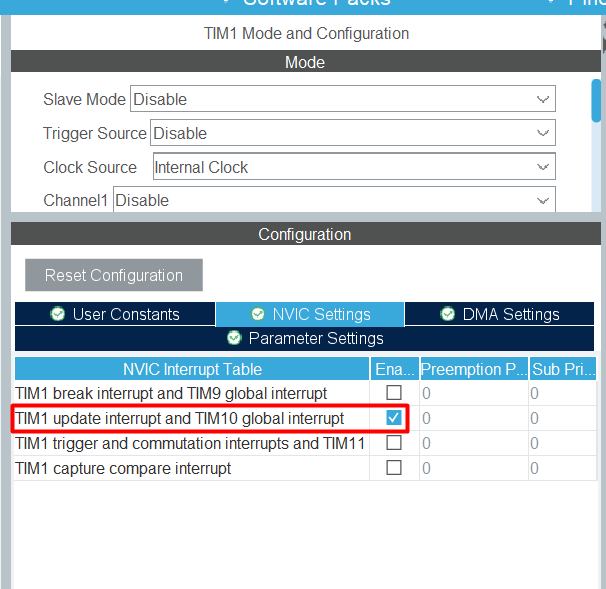 Software Packs
TIM1 Mode and Configuration
Mode
Slave Mode Disable
Trigger Source Disable
Clock Source Internal Clock
Channel1 Disable
Configuration
Reset Configuration
User Constants NVIC Settings DMA Settings
Parameter Settings
NVIC Interrupt Table Ena... Preemption P... Sub Pri...
TIM1 break interrupt and TIM9 global interrupt 0 0
TIM1 update interrupt and TIM10 global interrupt 0 0
TIM1 trigger and commutation interrupts and TIM11 0 0
TIM1 capture compare interrupt 0 0